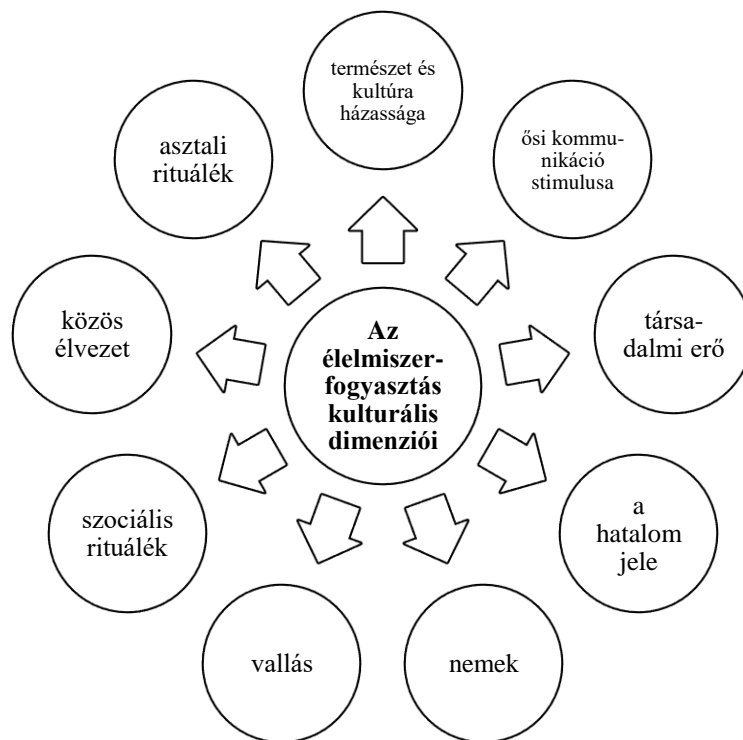 Az
élelmiszer-
fogyasztás
kulturális
dimenziói
természet és
kultúra
házassága
ősi kommu-
nikáció
stimulusa
társa-
dalmi erő
a
hatalom
jele
nemek
vallás
szociális
rituálék
közös
élvezet
asztali
rituálék